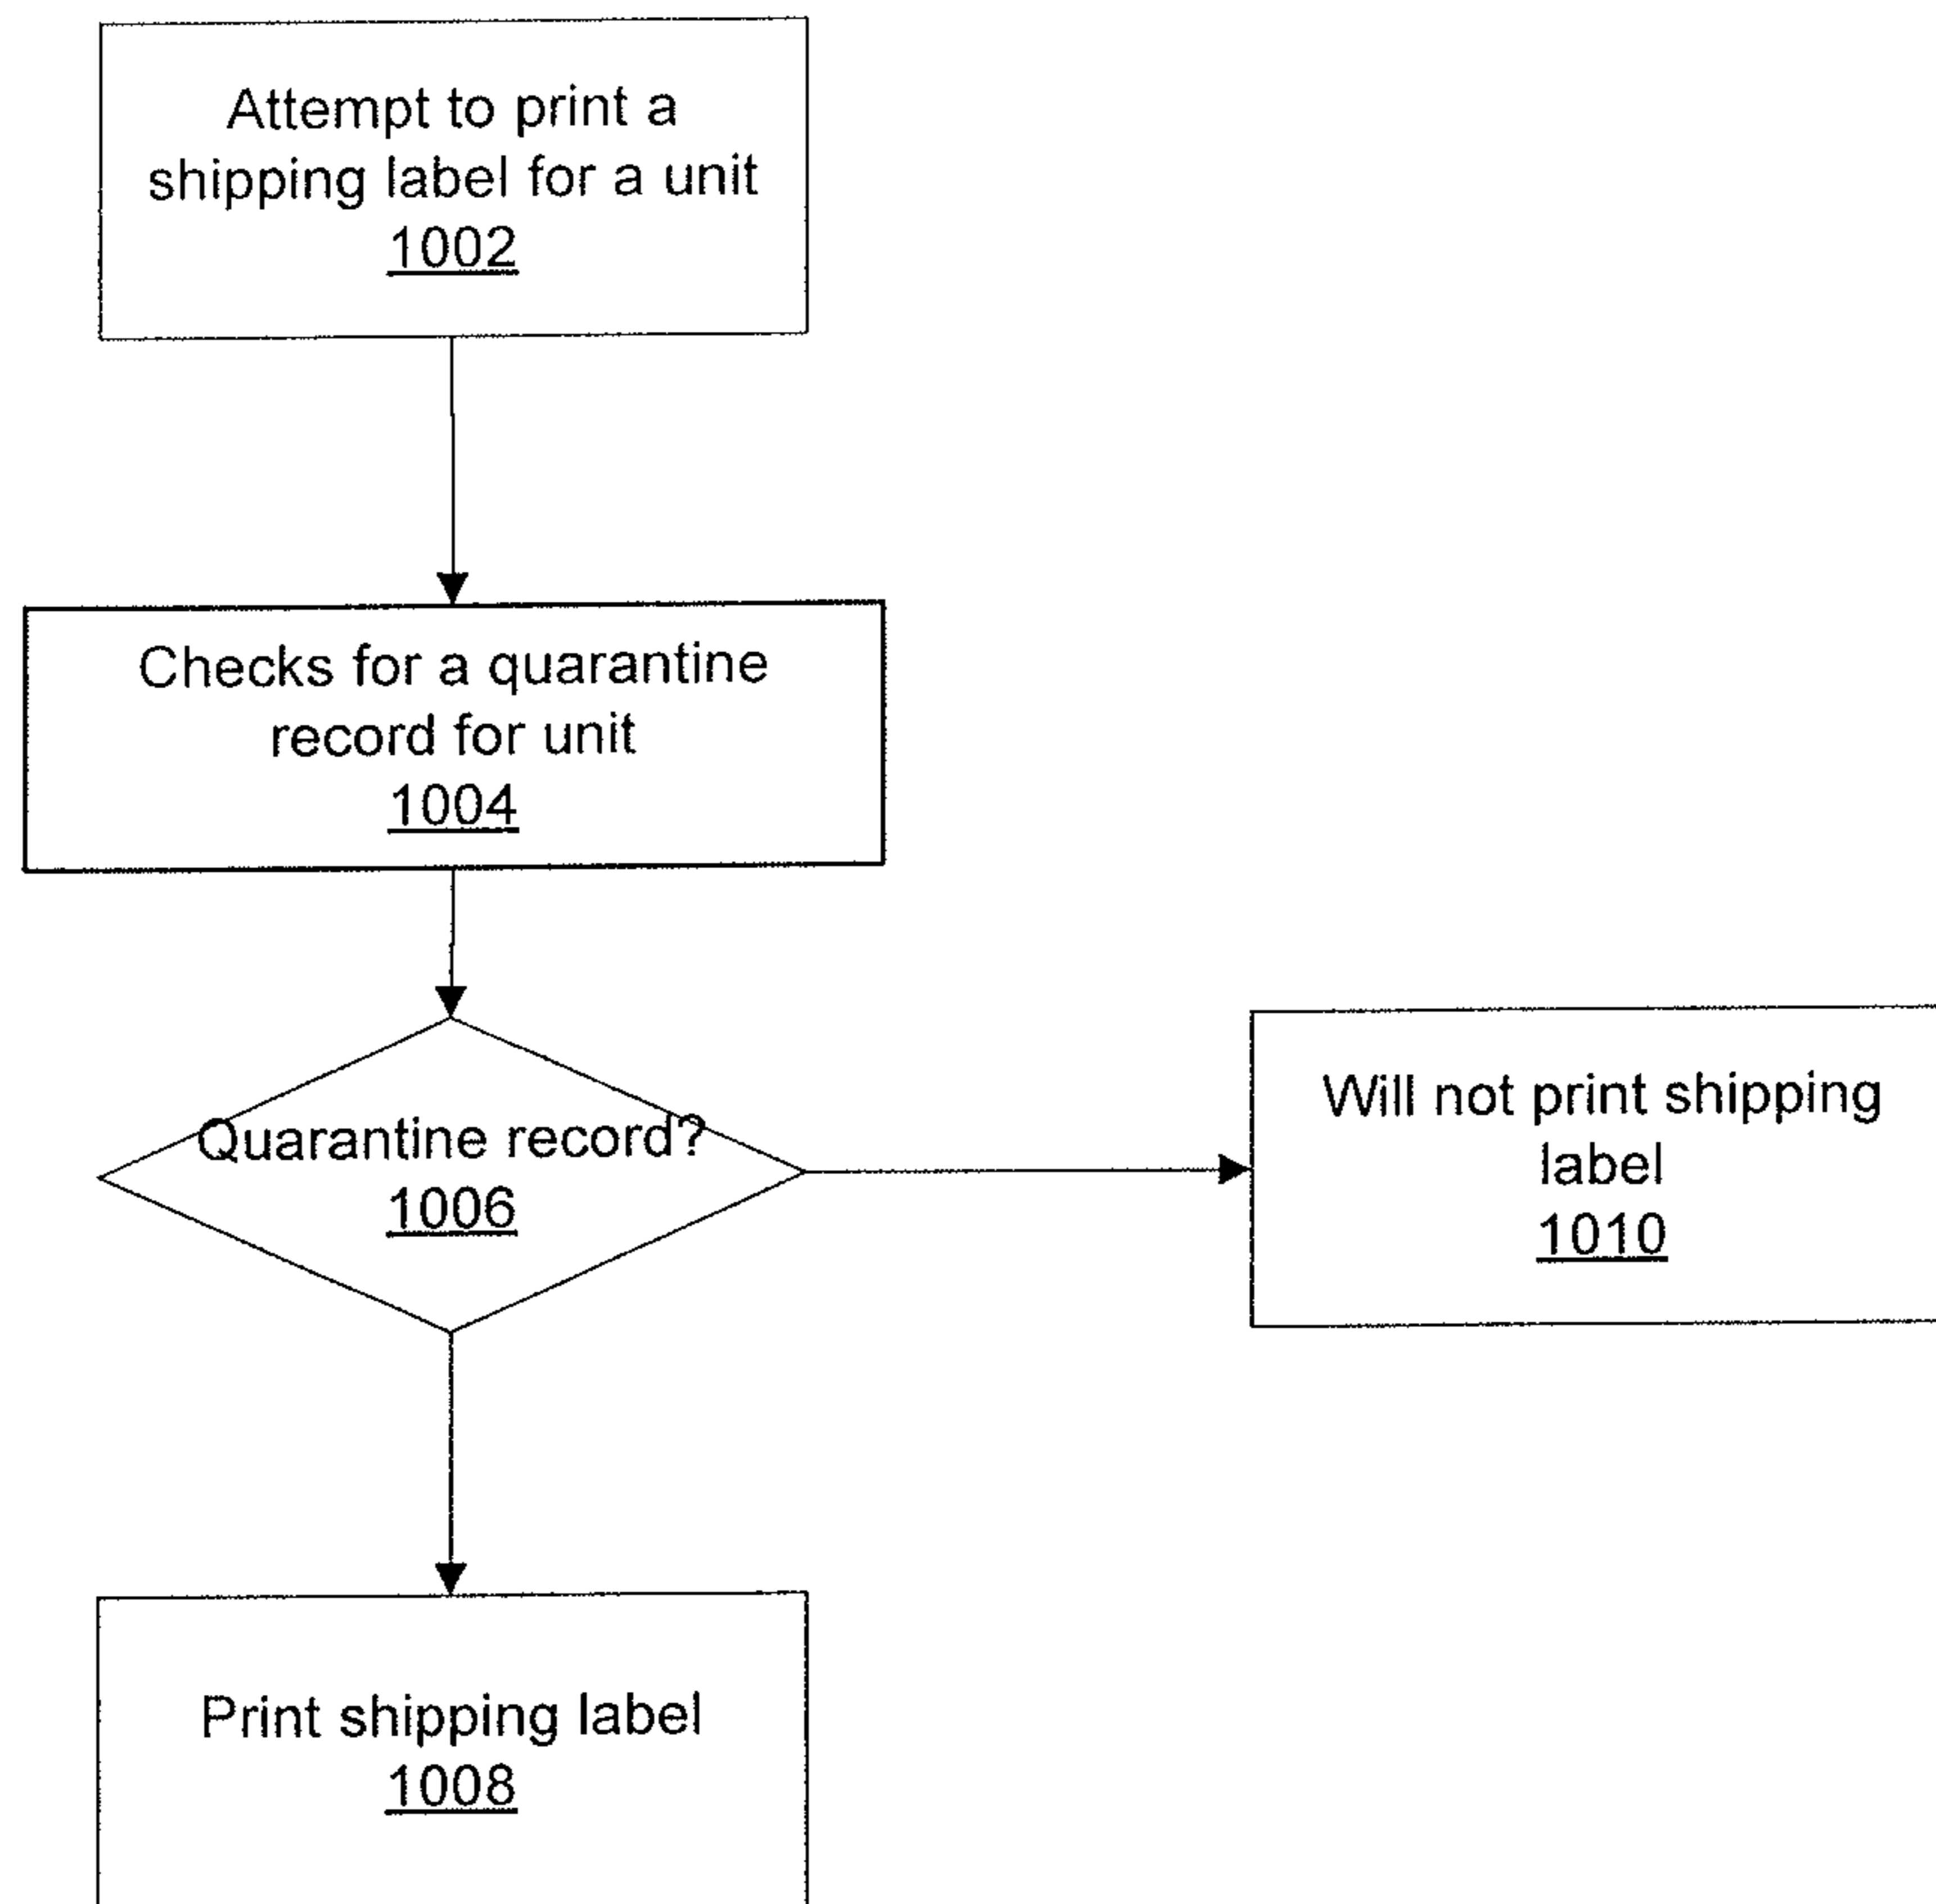 Attempt to print a
shipping label for a unit
1002
Checks for a quarantine
record for unit
1004
Quarantine record?
1006
Will not print shipping
label
1010
Print shipping label
1008